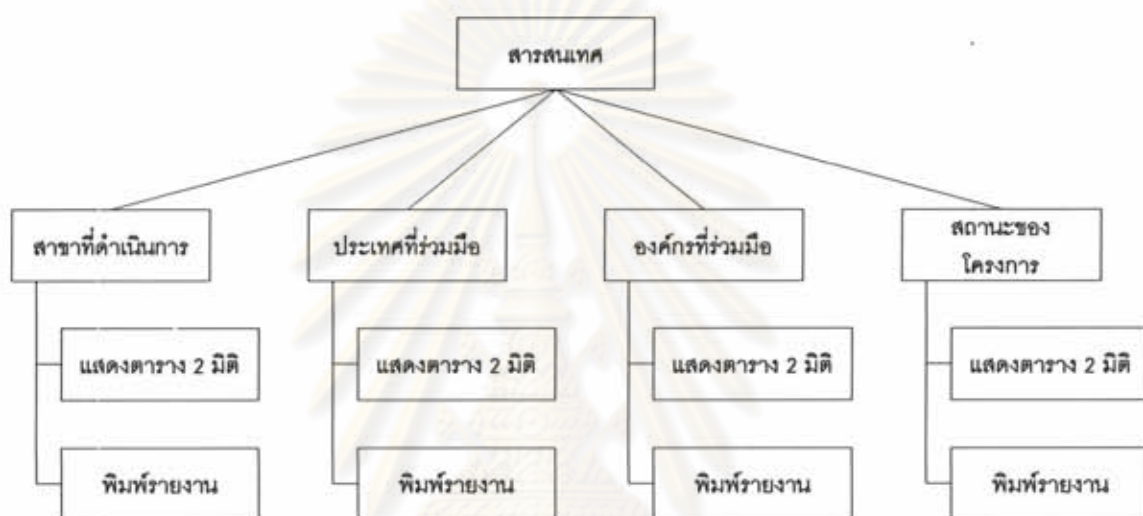 สารสนเทศ
สาขาที่ดำเนินการ
ประเทศที่ร่วมมือ
องค์กรที่ร่วมมือ
สถานะของ
โครงการ
แสดงตาราง 2 มิติ
แสดงตาราง 2 มิติ
แสดงตาราง 2 มิติ
แสดงตาราง 2 มิติ
พิมพ์รายงาน
พิมพ์รายงาน
พิมพ์รายงาน
พิมพ์รายงาน